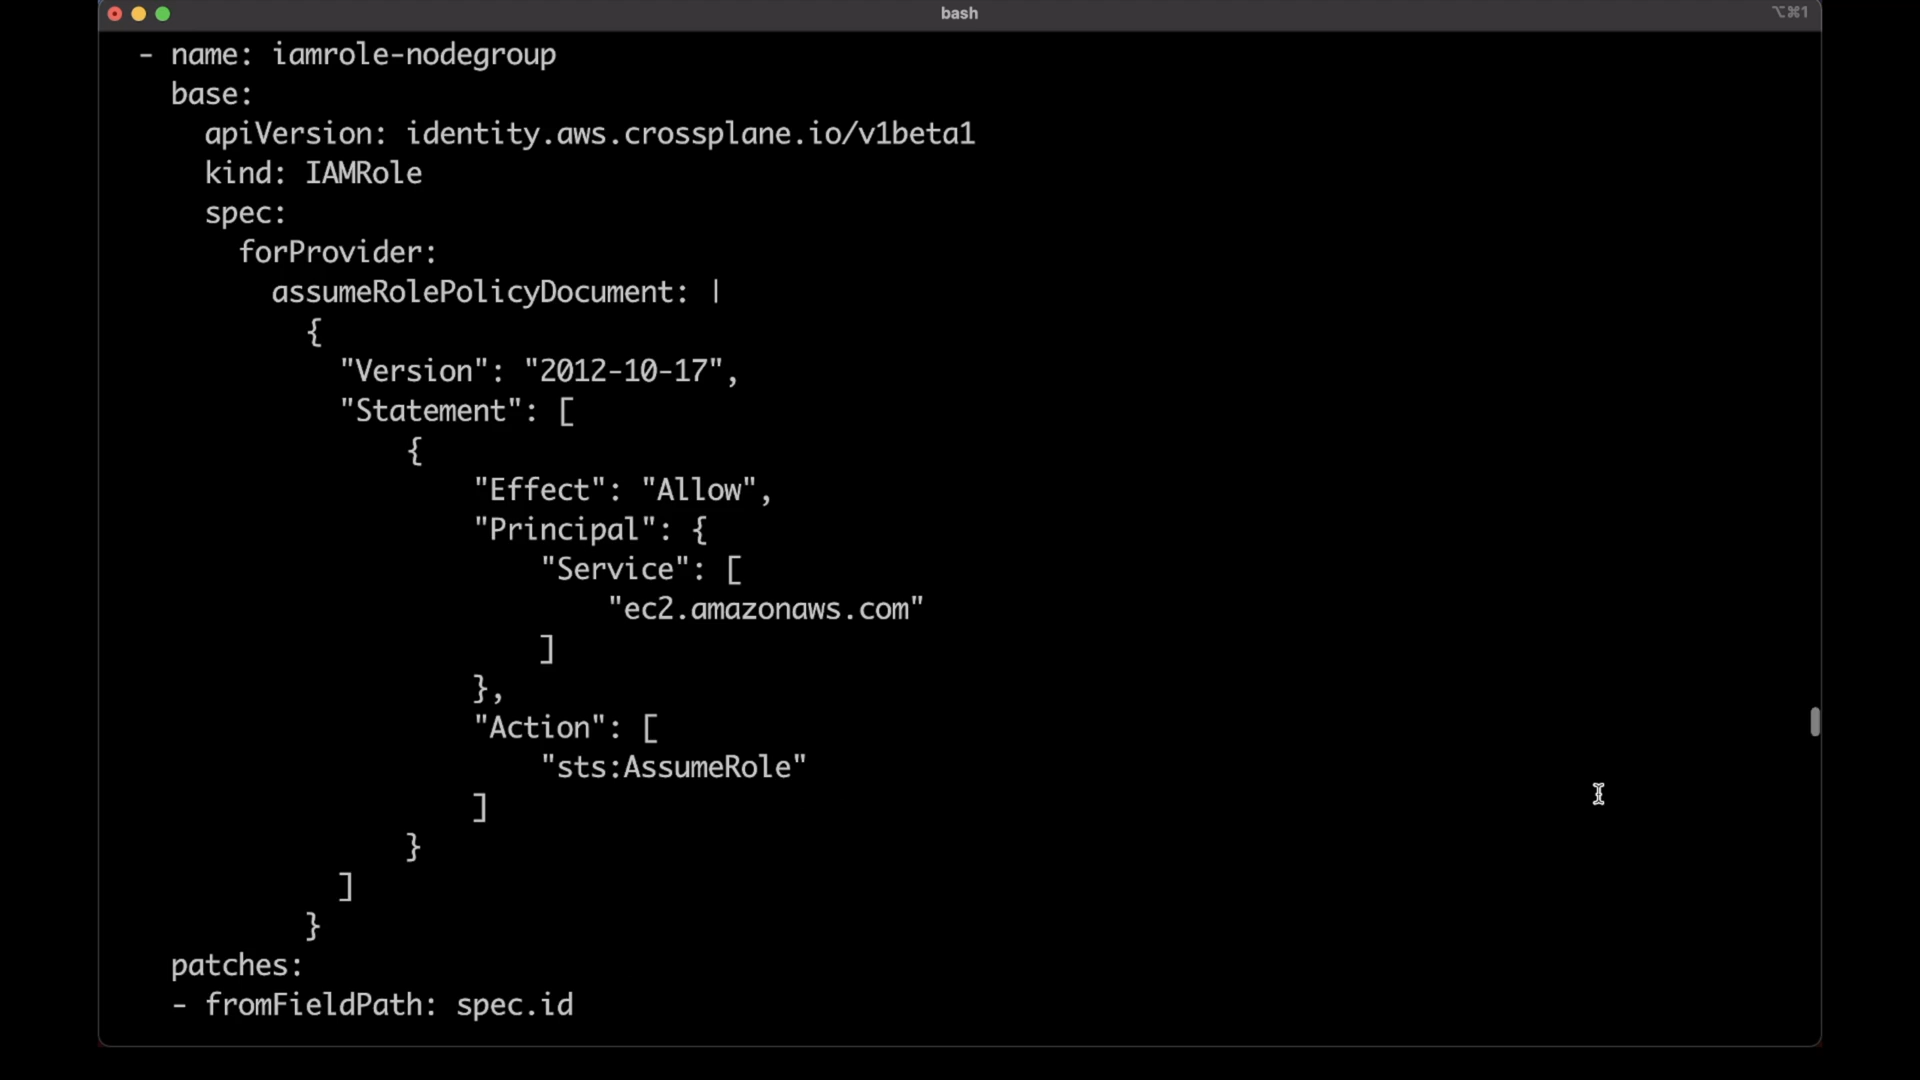 bash
⌥⌘1
- name: iamrole-nodegroup
base:
apiVersion: identity.aws.crossplane.io/v1beta1
kind: IAMRole
spec:
forProvider:
assumeRolePolicyDocument: |
{
"Version": "2012-10-17",
"Statement": [
{
"Effect": "Allow",
"Principal": {
"Service": [
"ec2.amazonaws.com"
]
},
"Action": [
"sts:AssumeRole"
]
}
]
}
patches:
- fromFieldPath: spec.id